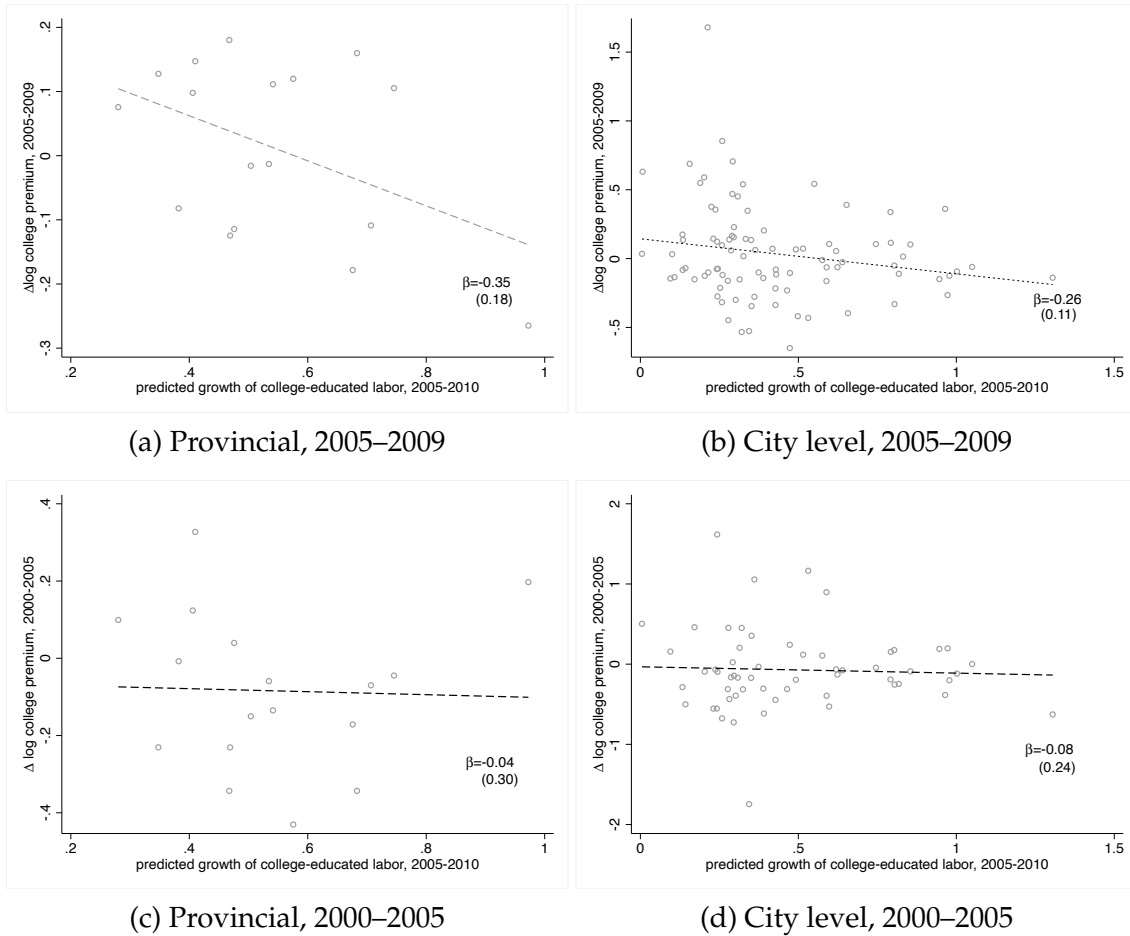 .2
.1
0
-.1
-.2
-.3
Δlog college premium, 2005-2009
β=-0.35
(0.18)
.2 .4 .6 .8 1
predicted growth of college-educated labor, 2005-2010
(a) Provincial, 2005–2009
1.5
1
.5
0
-.5
Δlog college premium, 2005-2009
β=-0.26
(0.11)
0 .5 1 1.5
predicted growth of college-educated labor, 2005-2010
(b) City level, 2005–2009
.4
.2
0
-.2
-.4
Δ log college premium, 2000-2005
β=-0.04
(0.30)
.2 .4 .6 .8 1
predicted growth of college-educated labor, 2005-2010
(c) Provincial, 2000–2005
2
1
0
-1
-2
Δ log college premium, 2000-2005
β=-0.08
(0.24)
0 .5 1 1.5
predicted growth of college-educated labor, 2005-2010
(d) City level, 2000–2005